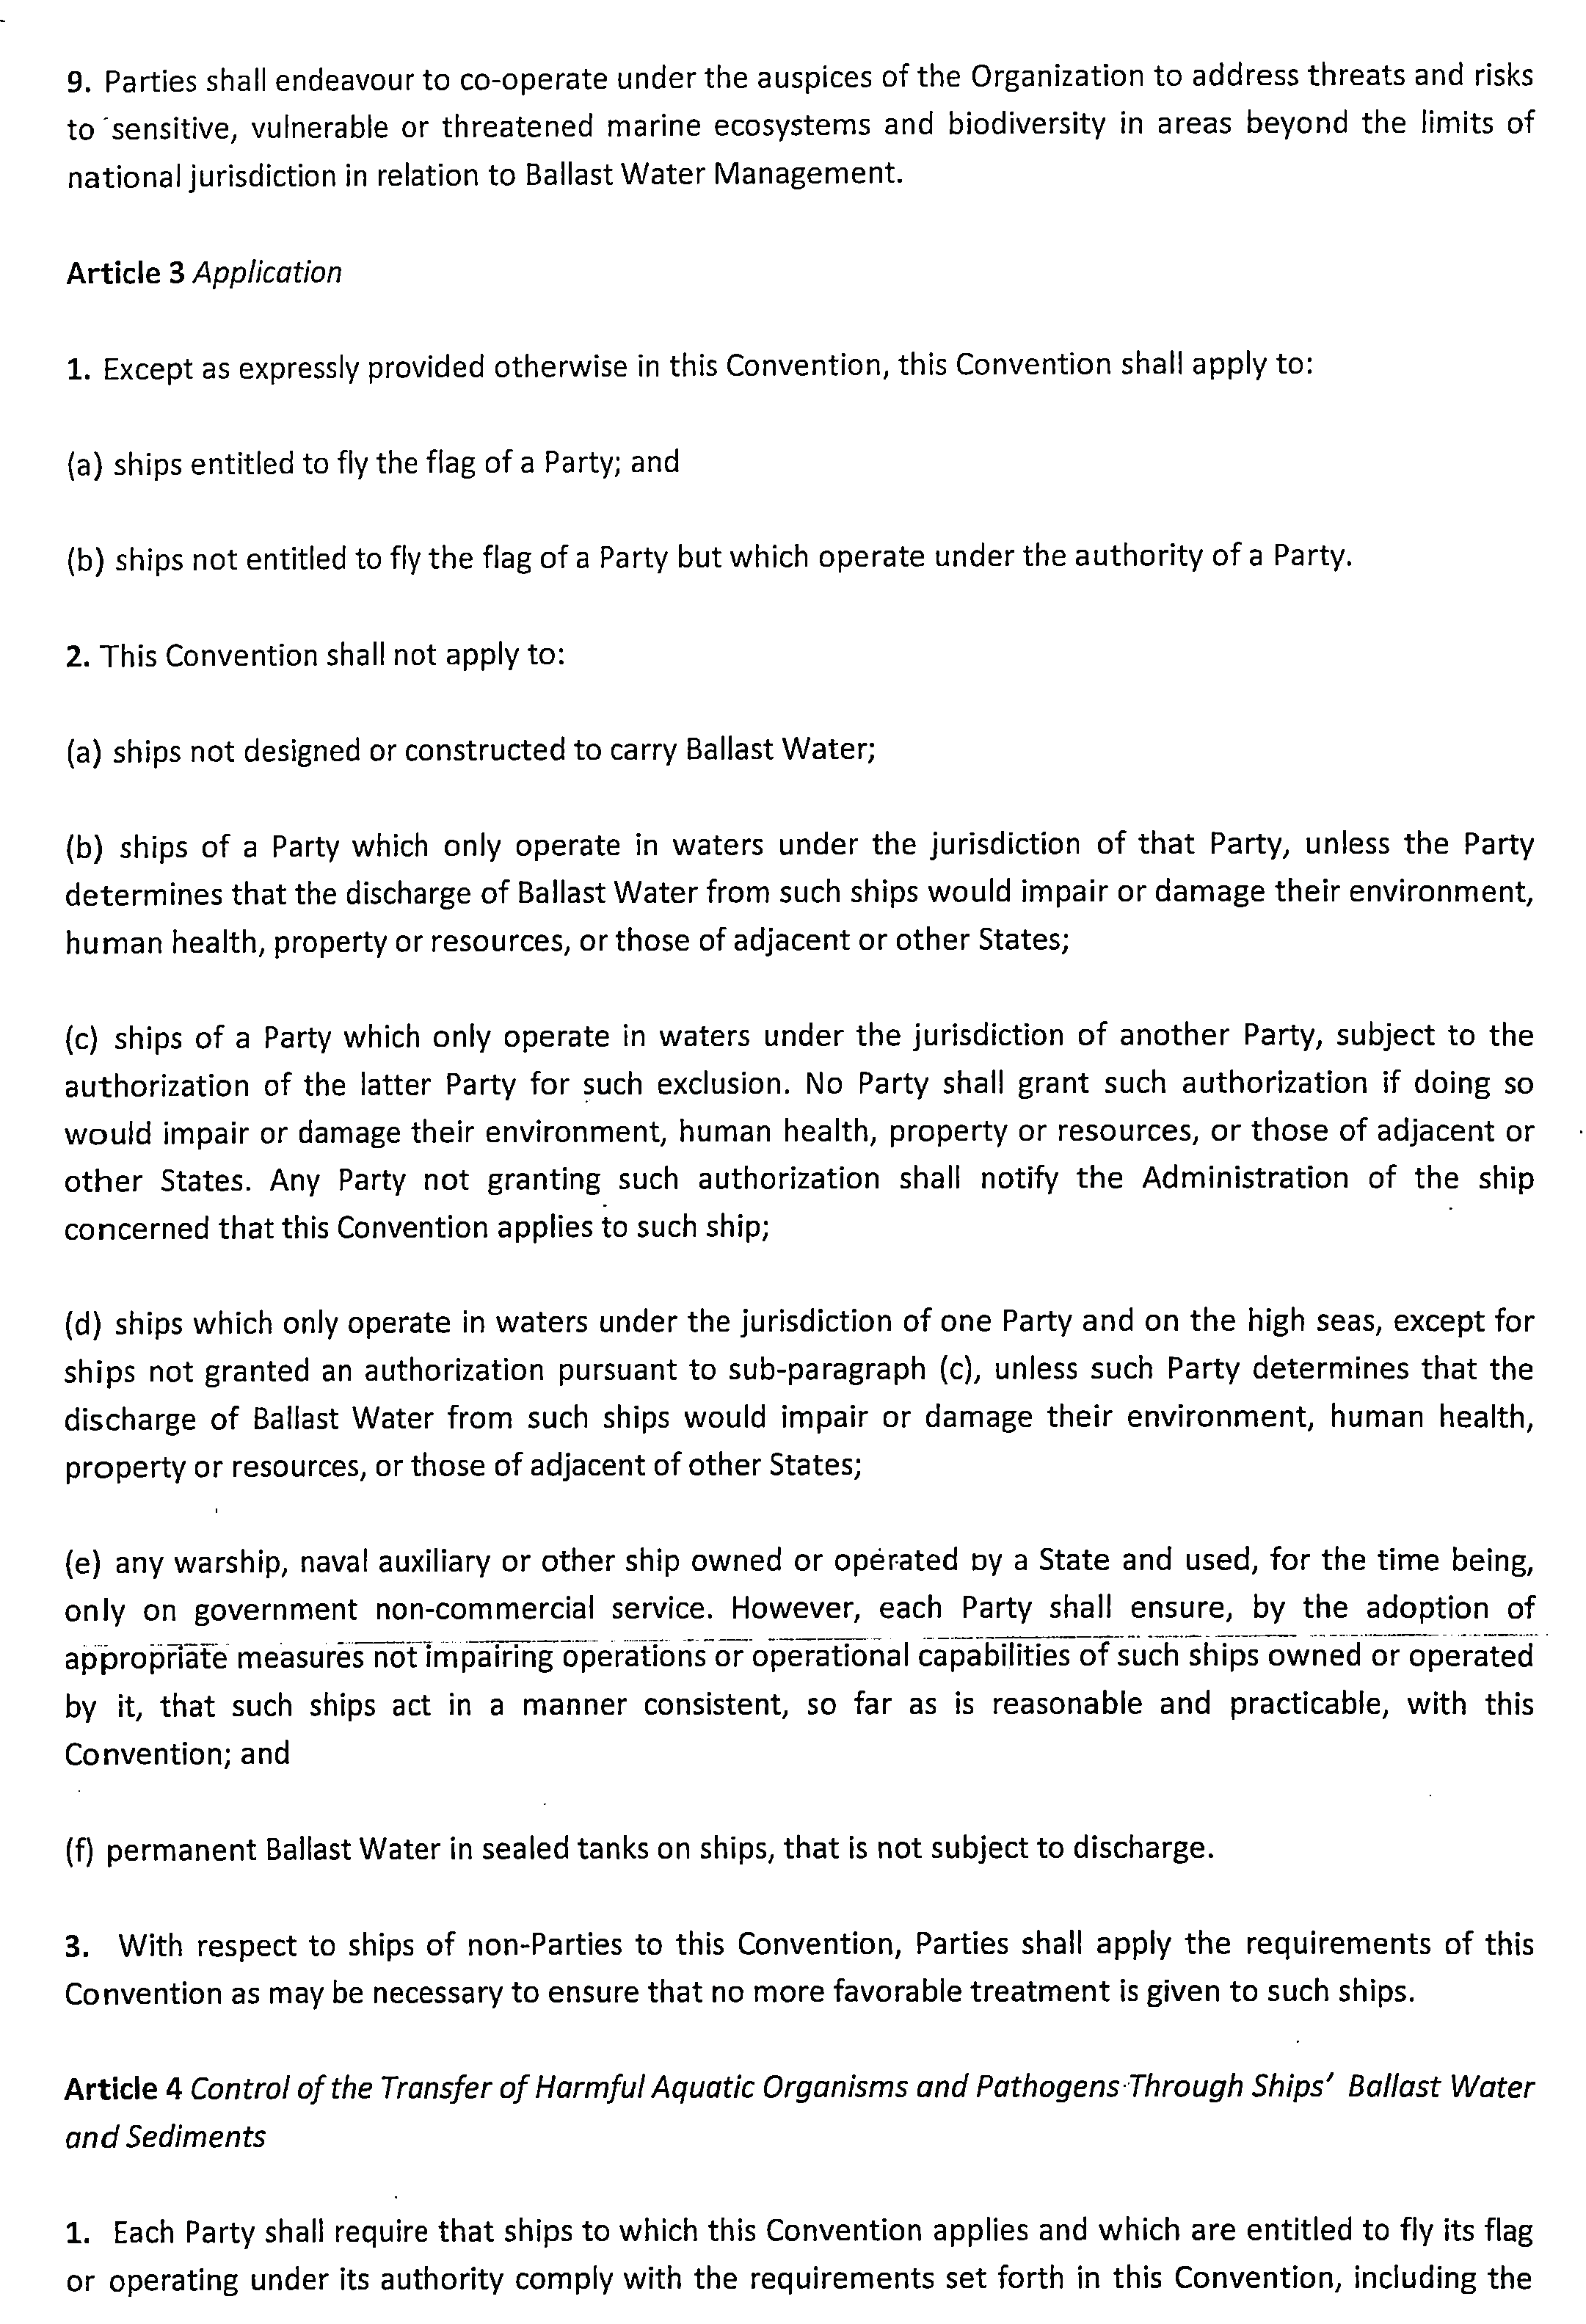 9. Parties shall endeavour to co-operate under the auspices of the Organization to address threats and risks
to sensitive, vulnerable or threatened marine ecosystems and biodiversity in areas beyond the limits of
national jurisdiction in relation to Ballast Water Management.
Article 3 Application
1. Except as expressly provided otherwise in this Convention, this Convention shall apply to:
(a) ships entitled to fly the flag of a Party; and
(b) ships not entitled to fly the flag of a Party but which operate under the authority of a Party.
2. This Convention shall not apply to:
(a) ships not designed or constructed to carry Ballast Water;
(b) ships of a Party which only operate in waters under the jurisdiction of that Party, unless the Party
determines that the discharge of Ballast Water from such ships would impair or damage their environment,
human health, property or resources, or those of adjacent or other States;
(c) ships of a Party which only operate in waters under the jurisdiction of another Party, subject to the
authorization of the latter Party for such exclusion. No Party shall grant such authorization if doing so
would impair or damage their environment, human health, property or resources, or those of adjacent or
other States. Any Party not granting such authorization shall notify the Administration of the ship
concerned that this Convention applies to such ship;
(d) ships which only operate in waters under the jurisdiction of one Party and on the high seas, except for
ships not granted an authorization pursuant to sub-paragraph (c), unless such Party determines that the
discharge of Ballast Water from such ships would impair or damage their environment, human health,
property or resources, or those of adjacent of other States;
(e) any warship, naval auxiliary or other ship owned or operated by a State and used, for the time being,
only on government non-commercial service. However, each Party shall ensure, by the adoption of
appropriate measures not impairing operations or operational capabilities of such ships owned or operated
by it, that such ships act in a manner consistent, so far as is reasonable and practicable, with this
Convention; and
(f) permanent Ballast Water in sealed tanks on ships, that is not subject to discharge.
3. With respect to ships of non-Parties to this Convention, Parties shall apply the requirements of this
Convention as may be necessary to ensure that no more favorable treatment is given to such ships.
Article 4 Control of the Transfer of Harmful Aquatic Organisms and Pathogens Through Ships' Ballast Water
and Sediments
1. Each Party shall require that ships to which this Convention applies and which are entitled to fly its flag
or operating under its authority comply with the requirements set forth in this Convention, including the